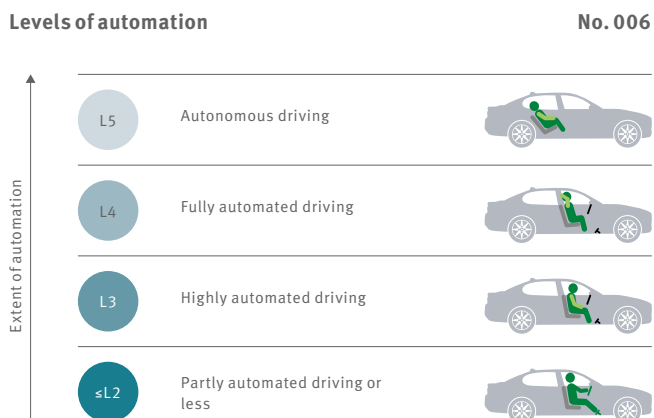 Levels of automation No. 006
L5 Autonomous driving
L4 Fully automated driving
L3 Highly automated driving
≤L2 Partly automated driving or
less
Extent of automation